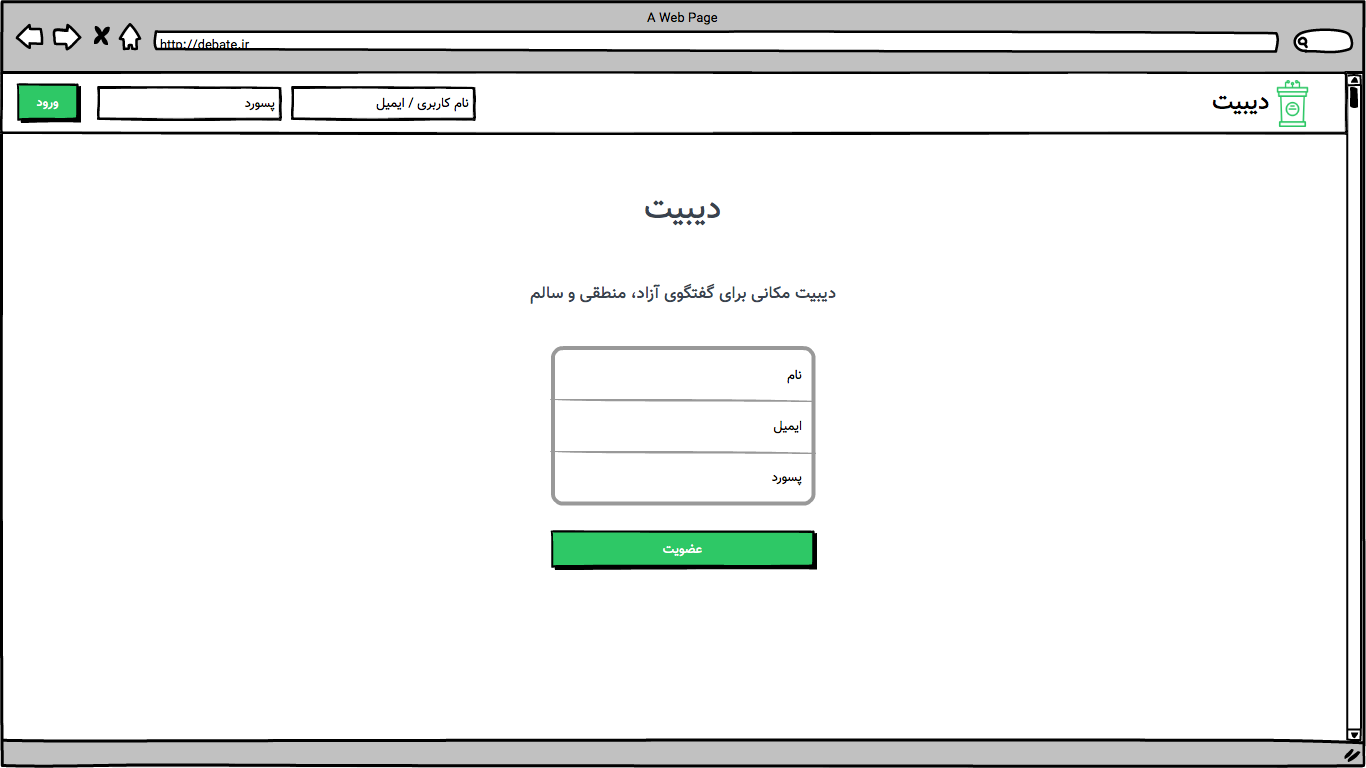 A Web Page
http://debate.ir
دیبیت
نام کاربری / ایمیل
پسورد
ورود
دیبیت
دیبیت مکانی برای گفتگوی آزاد، منطقی و سالم
نام
ایمیل
پسورد
عضویت